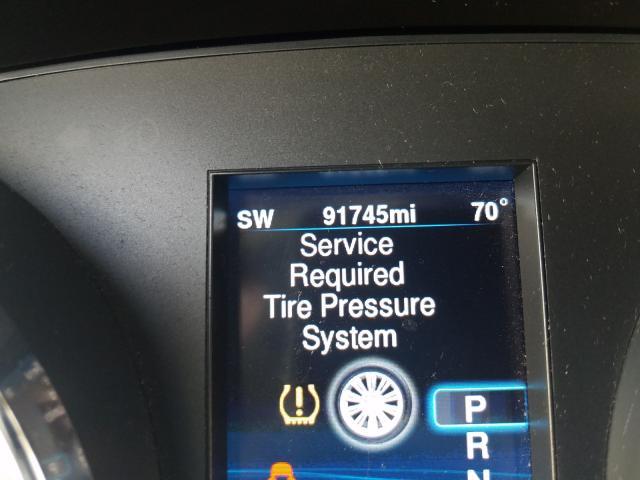 SW 91745mi 70°
Service
Required
Tire Pressure
System
P
R
N